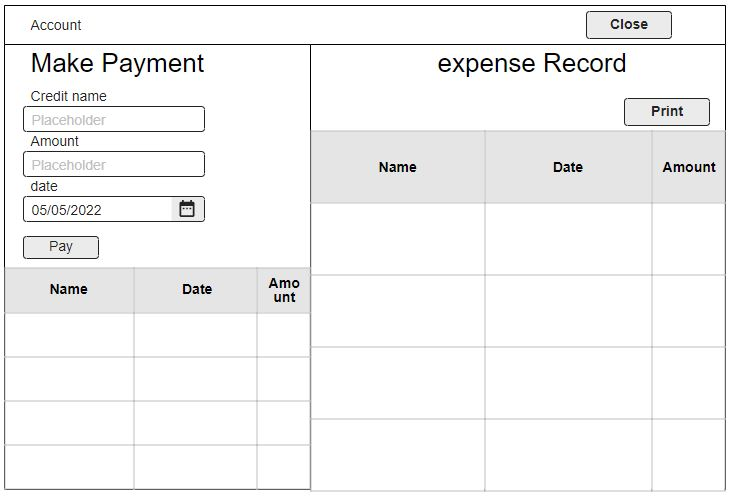 Account
Close
Make Payment
Credit name
Placeholder
Amount
Placeholder
date
05/05/2022
Pay
Name Date Amo
unt
expense Record
Print
Name Date Amount